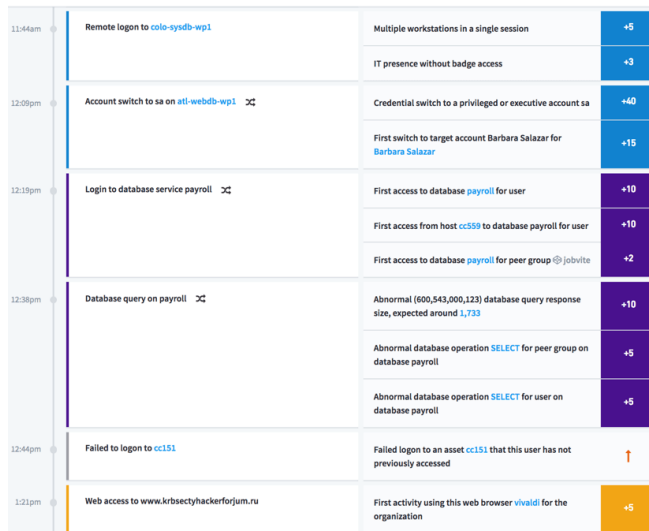 11:44am
Remote logon to colo-sysdb-wp1
Multiple workstations in a single session
+5
IT presence without badge access
+3
12:09pm
Account switch to sa on atl-webdb-wp1
Credential switch to a privileged or executive account sa
+40
First switch to target account Barbara Salazar for
Barbara Salazar
+15
12:19pm
Login to database service payroll
First access to database payroll for user
+10
First access from host cc559 to database payroll for user
+10
First access to database payroll for peer group jobvite
+2
12:38pm
Database query on payroll
Abnormal (600,543,000,123) database query response
size, expected around 1,733
+10
Abnormal database operation SELECT for peer group on
database payroll
+5
Abnormal database operation SELECT for user on
database payroll
+5
12:44pm
Failed to logon to cc151
Failed logon to an asset cc151 that this user has not
previously accessed
1:21pm
Web access to www.krbsectyhackerforjum.ru
First activity using this web browser vivaldi for the
organization
+5